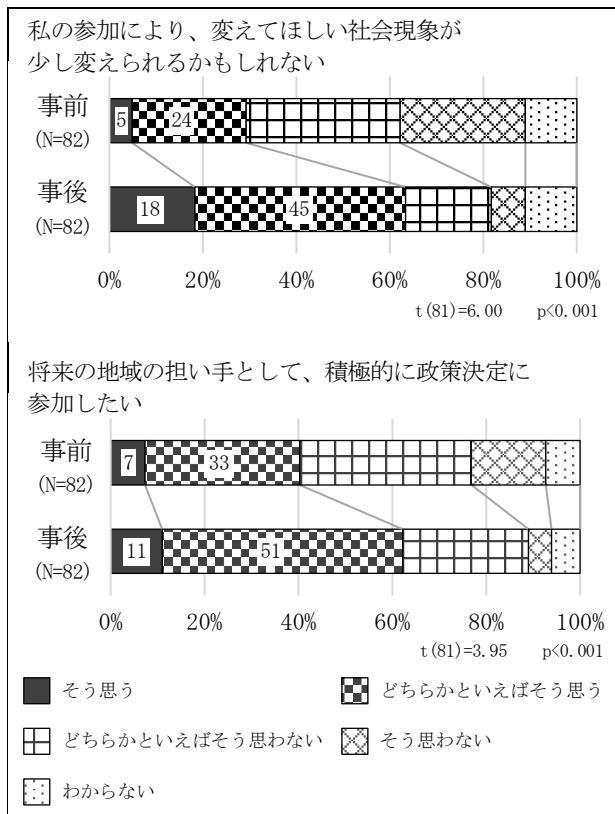 私の参加により、変えてほしい社会現象が
少し変えられるかもしれない
事前
(N=82)
5
24
事後
(N=82)
18
45
0%
20%
40%
60%
80%
100%
t(81)=6.00 p<0.001
将来の地域の担い手として、積極的に政策決定に
参加したい
事前
(N=82)
7
33
事後
(N=82)
11
51
0%
20%
40%
60%
80%
100%
t(81)=3.95 p<0.001
そう思う
どちらかといえばそう思う
どちらかといえばそう思わない
そう思わない
わからない